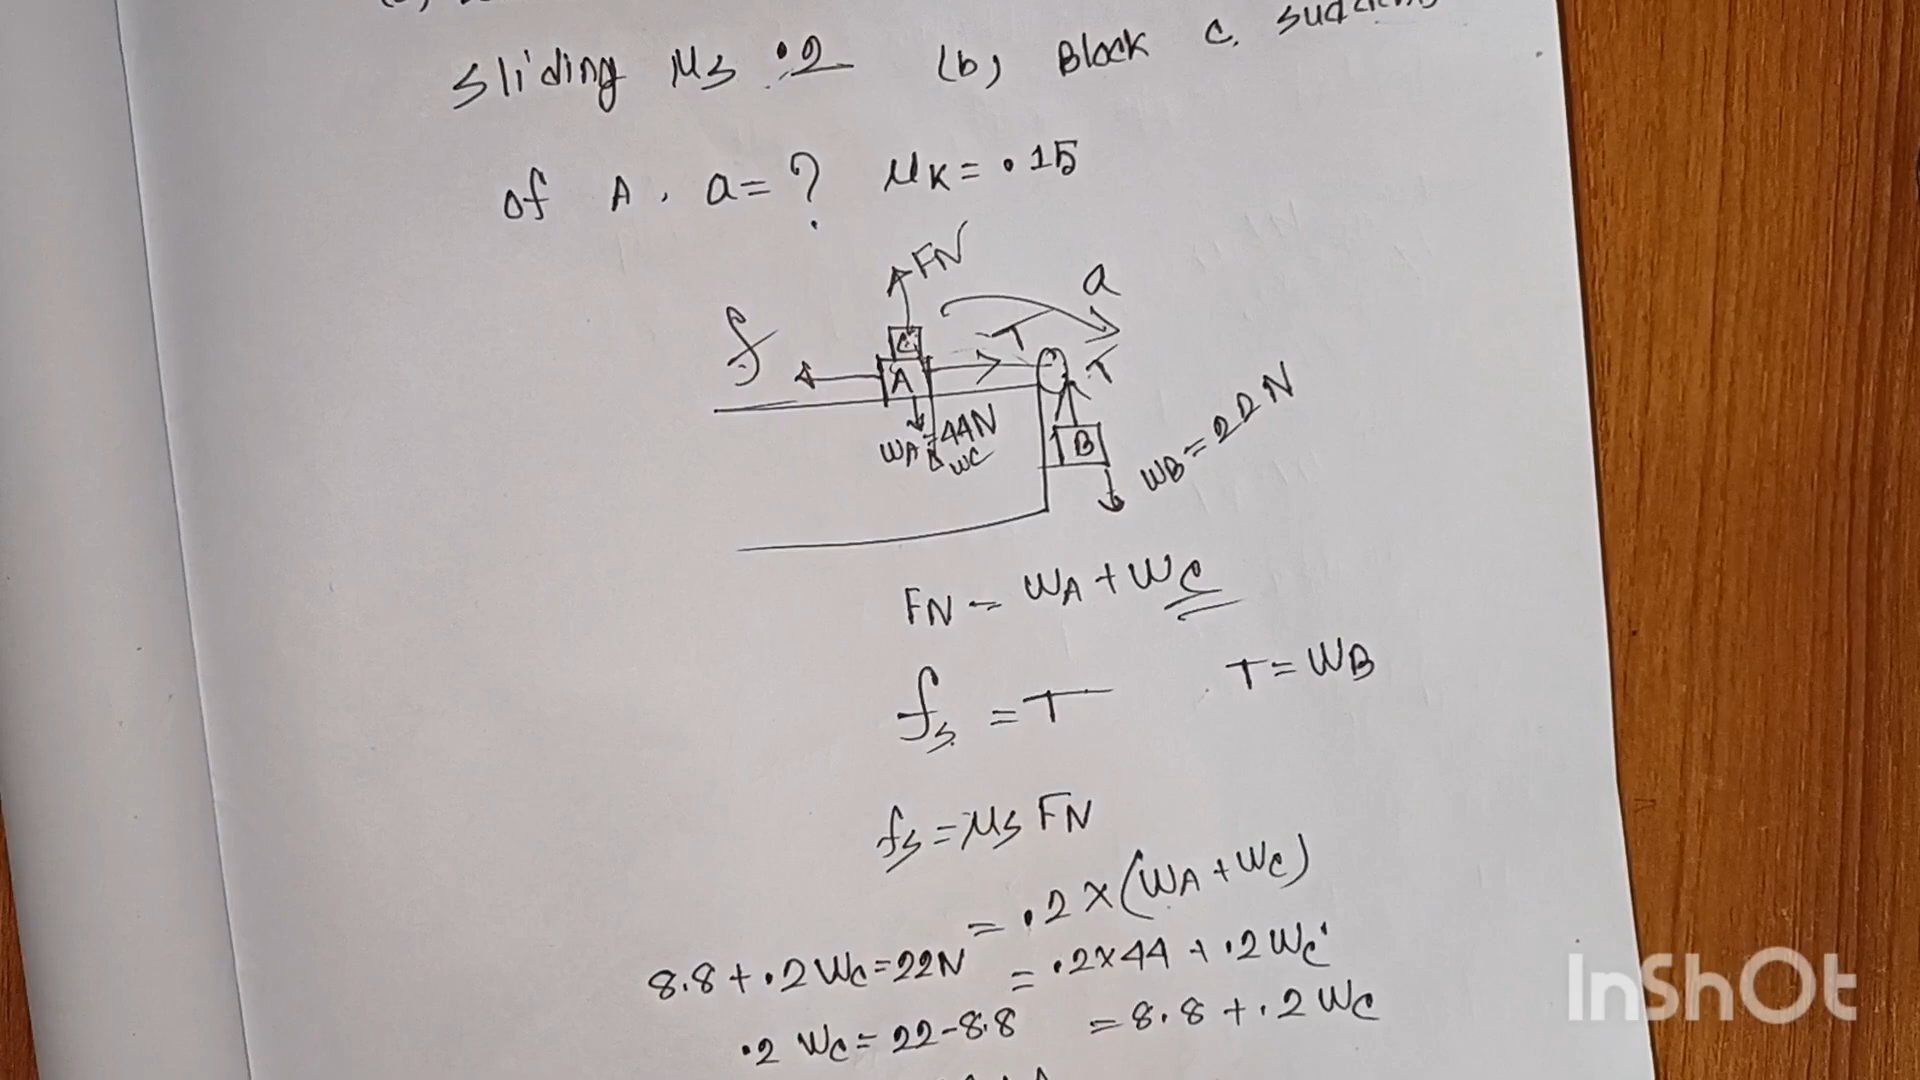 sliding μs .2 (b) Block C.
of A. a=? μK = .15
FN
a
f
C
T
A
T
WA = 44N
WC
B
WB = 22N
FN = WA + WC
fs = T T = WB
fs = μs FN
= .2 × (WA + WC)
8.8 + .2 WC = 22N = .2×44 + .2 WC
.2 WC = 22-8.8 = 8.8 + .2 WC
InShOt